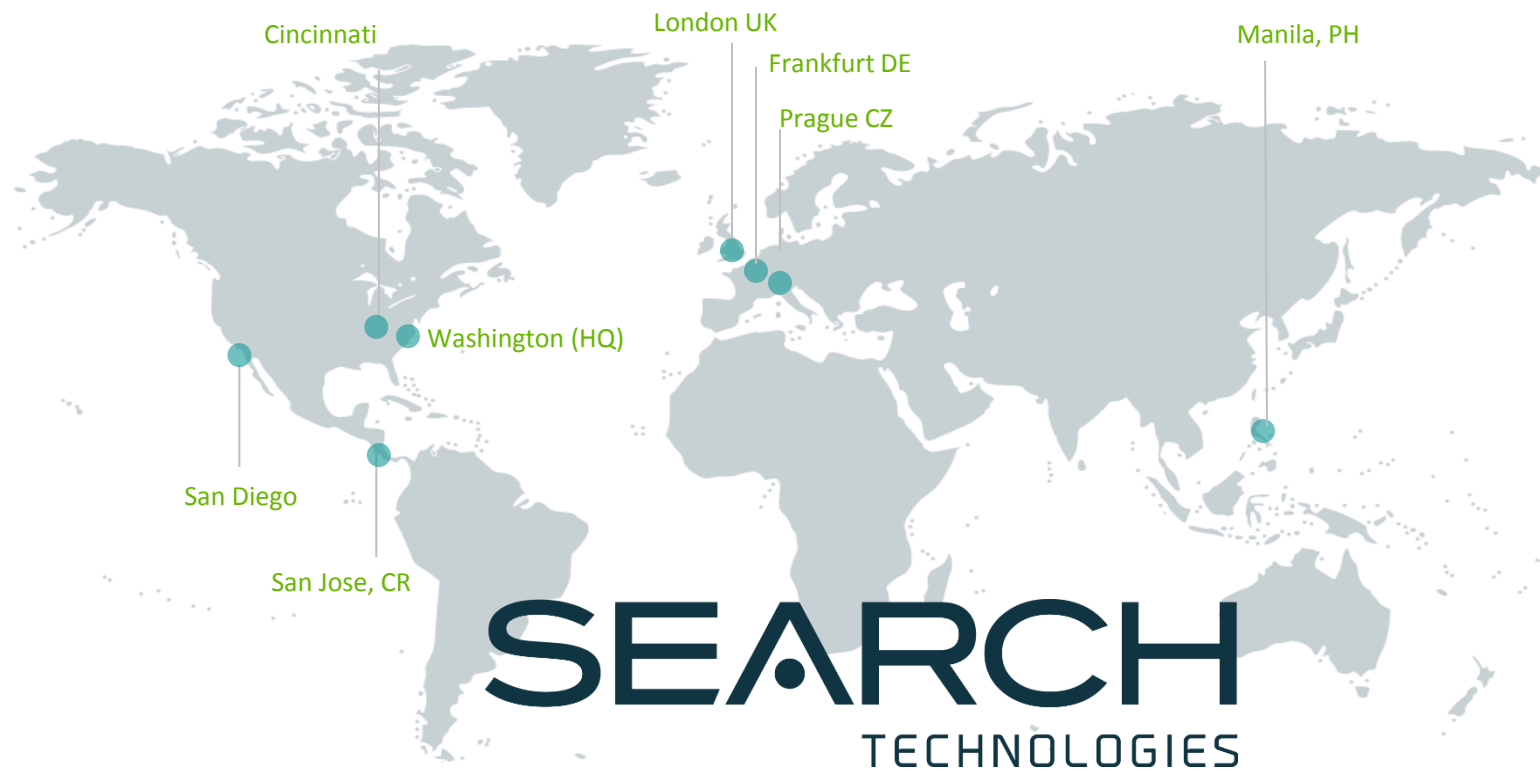 London UK
Cincinnati
Manila, PH
Frankfurt DE
Prague CZ
Washington (HQ)
San Diego
San Jose, CR
SEARCH
TECHNOLOGIES